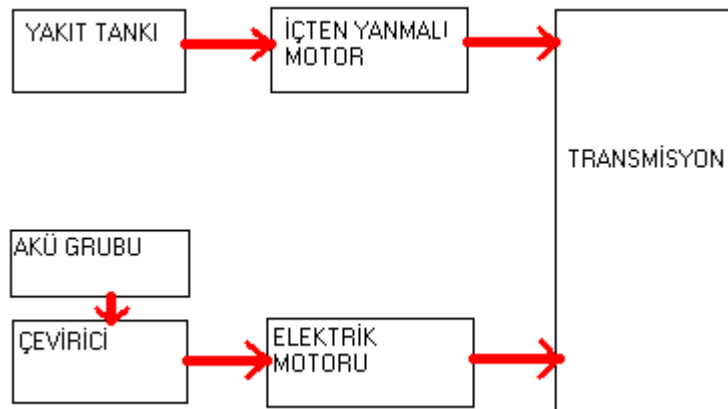 YAKIT TANKI
İÇTEN YANMALI
MOTOR
TRANSMİSYON
AKÜ GRUBU
ÇEVİRİCİ
ELEKTRİK
MOTORU